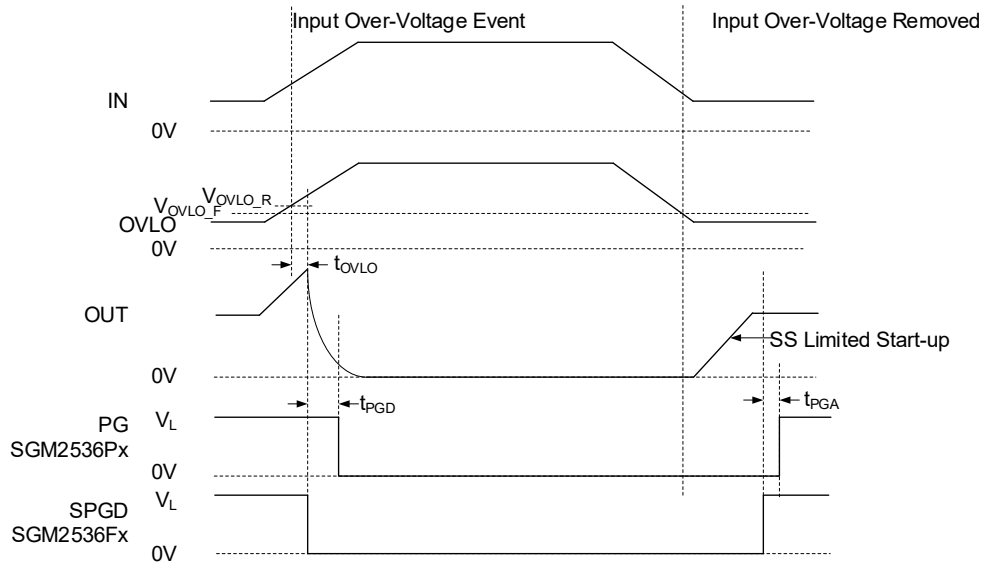 Input Over-Voltage Event
Input Over-Voltage Removed
IN
0V
VOVLO_R
VOVLO_F
OVLO
0V
tOVLO
OUT
SS Limited Start-up
0V
tPGD
tPGA
PG
SGM2536Px
VL
0V
SPGD
SGM2536Fx
VL
0V